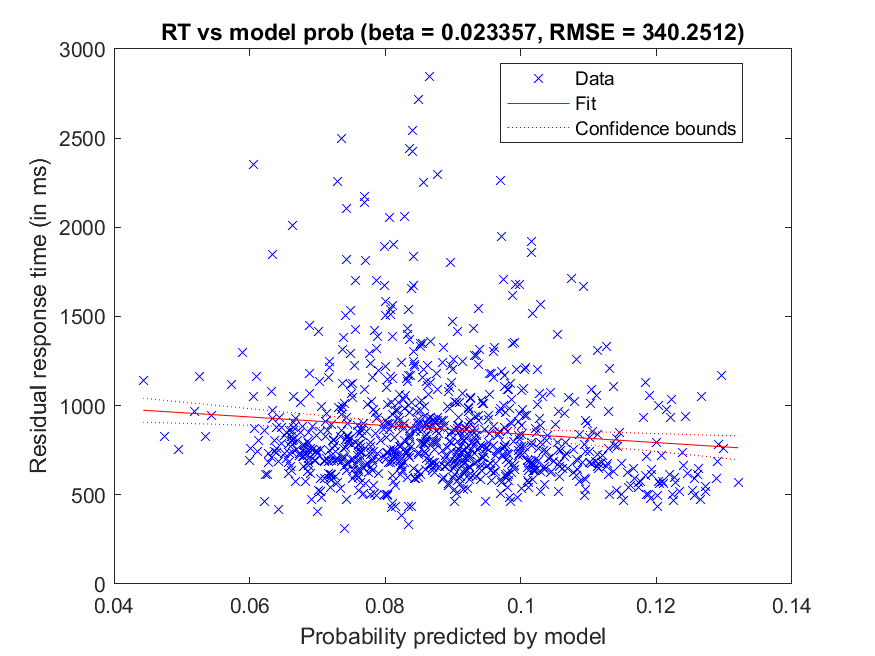 RT vs model prob (beta = 0.023357, RMSE = 340.2512)
3000
2500
2000
1500
1000
500
0
Residual response time (in ms)
Data
Fit
Confidence bounds
0.04
0.06
0.08
0.1
0.12
0.14
Probability predicted by model